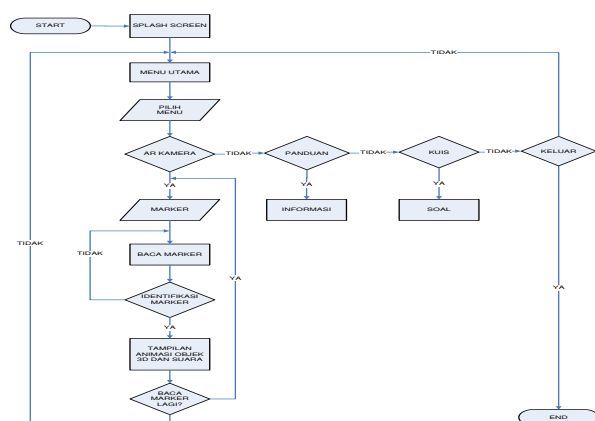 START
SPLASH SCREEN
TIDAK
MENU UTAMA
PILIH
MENU
AR KAMERA
TIDAK
PANDUAN
TIDAK
KUIS
TIDAK
KELUAR
YA
YA
YA
MARKER
INFORMASI
SOAL
TIDAK
TIDAK
BACA MARKER
YA
YA
IDENTIFIKASI
MARKER
YA
TAMPILAN
ANIMASI OBJEK
3D DAN SUARA
BACA
MARKER
LAGI?
END